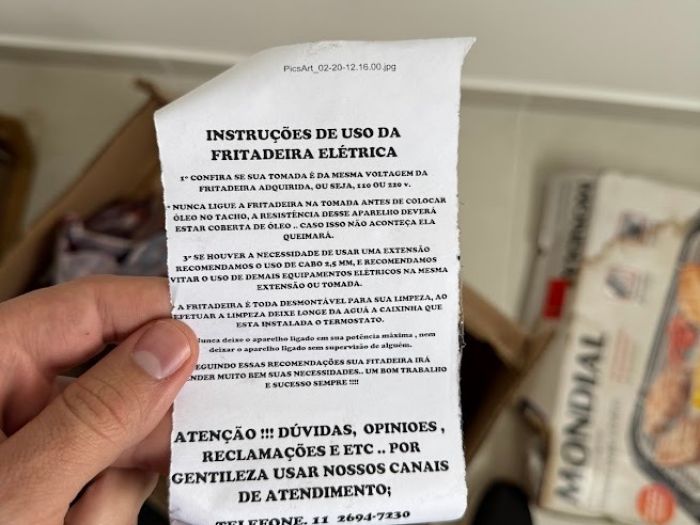 PicsArt_02-20-12.16.00.jpg
INSTRUÇÕES DE USO DA
FRITADEIRA ELÉTRICA
1º CONFIRA SE SUA TOMADA É DA MESMA VOLTAGEM DA
FRITADEIRA ADQUIRIDA, OU SEJA, 110 OU 220 v.
NUNCA LIGUE A FRITADEIRA NA TOMADA ANTES DE COLOCAR
ÓLEO NO TACHO, A RESISTÊNCIA DESSE APARELHO DEVERÁ
ESTAR COBERTA DE ÓLEO .. CASO ISSO NÃO ACONTEÇA ELA
QUEIMARÁ.
3º SE HOUVER A NECESSIDADE DE USAR UMA EXTENSÃO
RECOMENDAMOS O USO DE CABO 2,5 MM, E RECOMENDAMOS
VITAR O USO DE DEMAIS EQUIPAMENTOS ELÉTRICOS NA MESMA
EXTENSÃO OU TOMADA.
A FRITADEIRA É TODA DESMONTÁVEL PARA SUA LIMPEZA, AO
EFETUAR A LIMPEZA DEIXE LONGE DA AGUÁ A CAIXINHA QUE
ESTA INSTALADA O TERMOSTATO.
Nunca deixe o aparelho ligado em sua potência máxima , nem
deixar o aparelho ligado sem supervisão de alguém.
EGUINDO ESSAS RECOMENDAÇÕES SUA FITADEIRA IRÁ
ENDER MUITO BEM SUAS NECESSIDADES.. UM BOM TRABALHO
E SUCESSO SEMPRE !!!!
ATENÇÃO !!! DÚVIDAS, OPINIOES ,
RECLAMAÇÕES E ETC .. POR
GENTILEZA USAR NOSSOS CANAIS
DE ATENDIMENTO;
TELEFONE. 11 2694-7230
MONDIAL